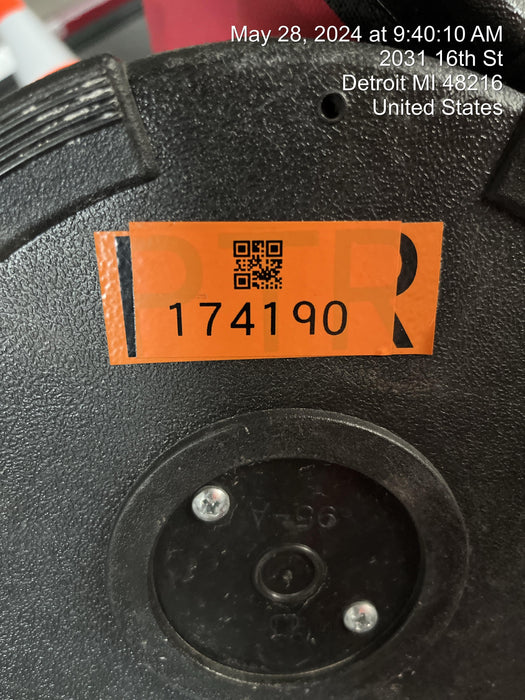 May 28, 2024 at 9:40:10 AM
2031 16th St
Detroit MI 48216
United States
PTR
174190